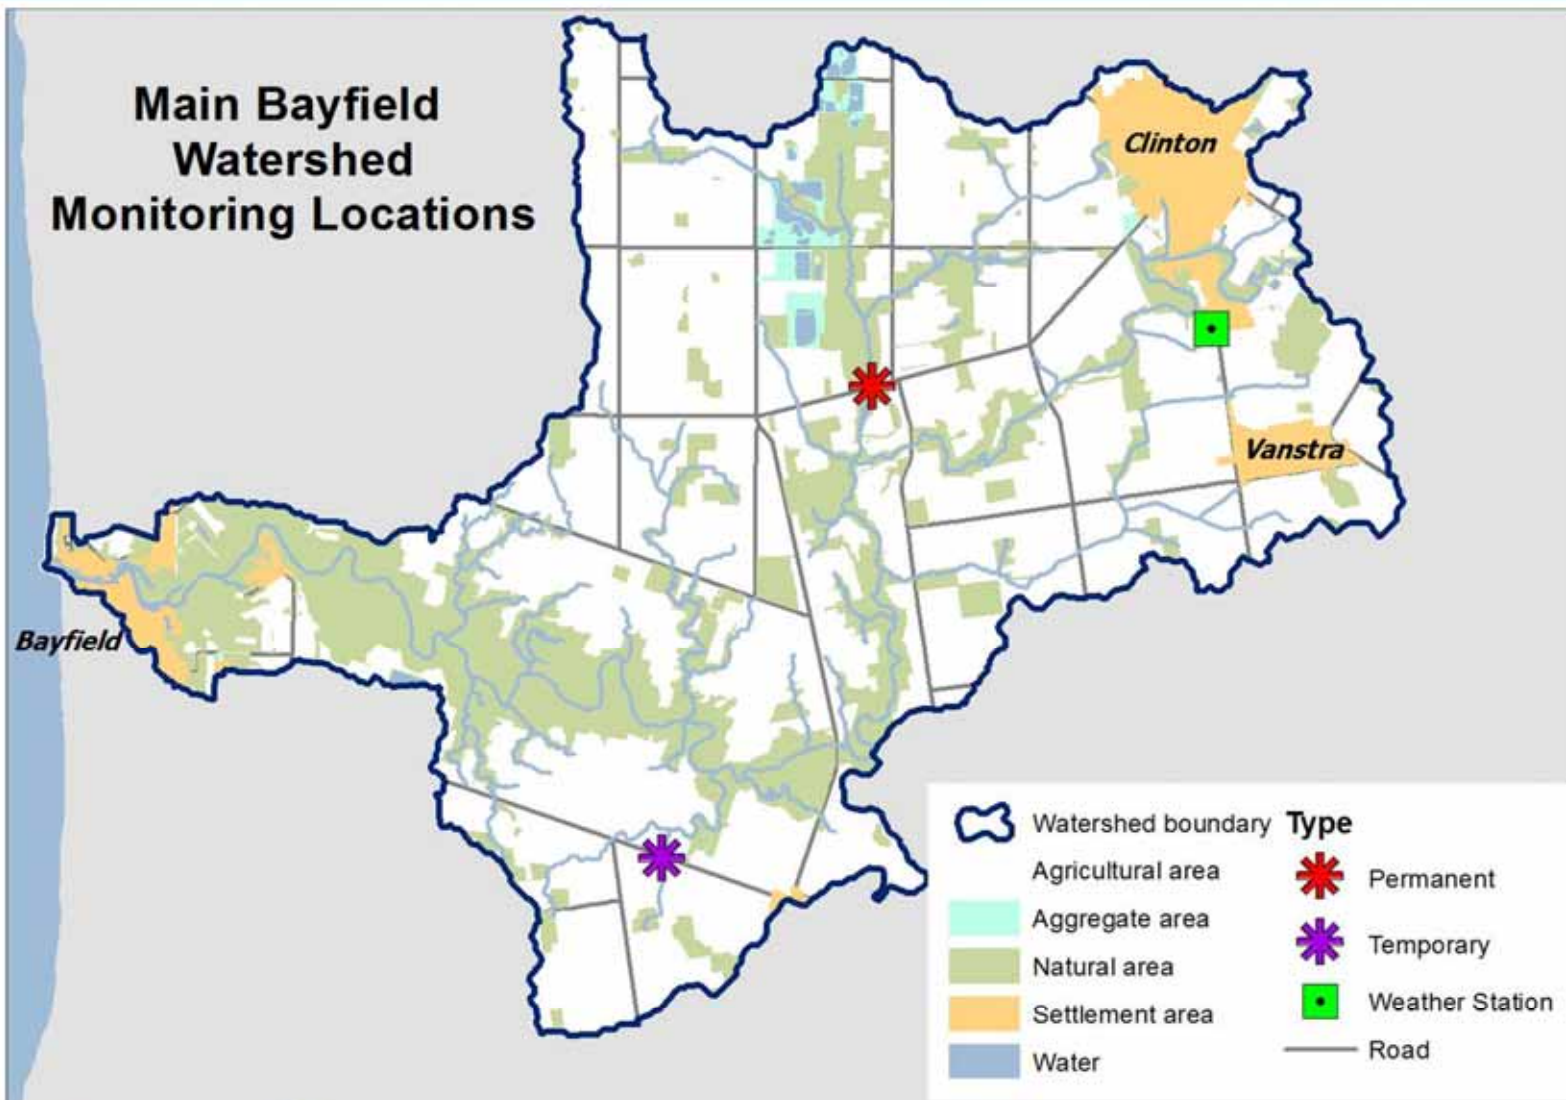 Main Bayfield
Watershed
Monitoring Locations
Clinton
Vanstra
Bayfield
Watershed boundary
Agricultural area
Aggregate area
Natural area
Settlement area
Water
Type
Permanent
Temporary
Weather Station
Road